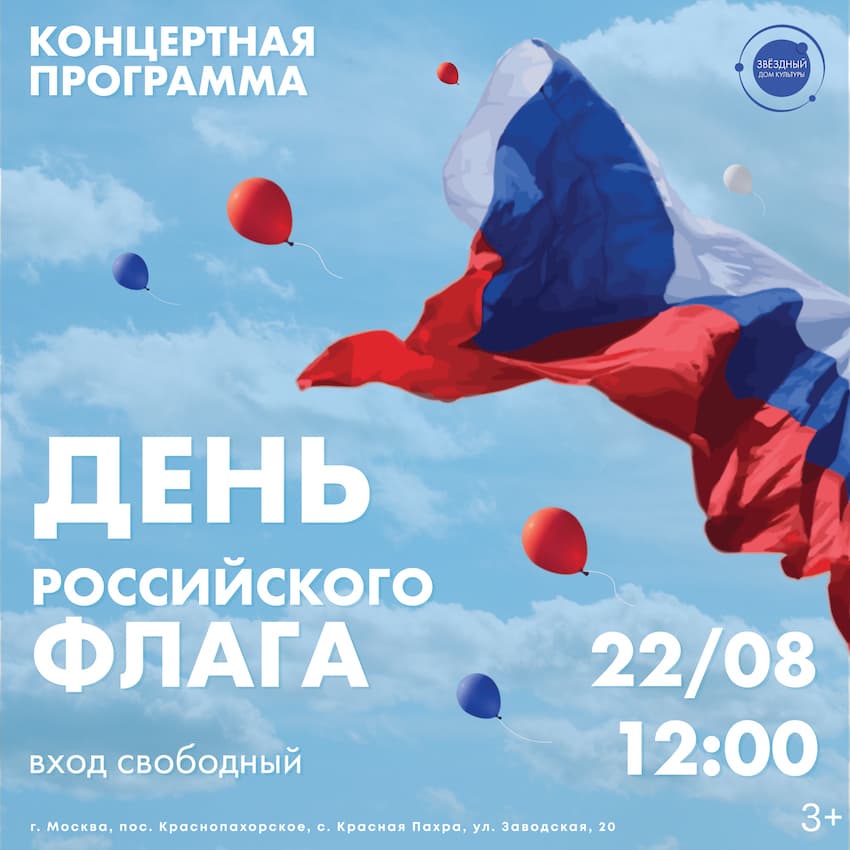 КОНЦЕРТНАЯ
ПРОГРАММА
ЗВЁЗДНЫЙ
ДОМ КУЛЬТУРЫ
ДЕНЬ
РОССИЙСКОГО
ФЛАГА
22/08
12:00
вход свободный
г. Москва, пос. Краснопахорское, с. Красная Пахра, ул. Заводская, 20
3+